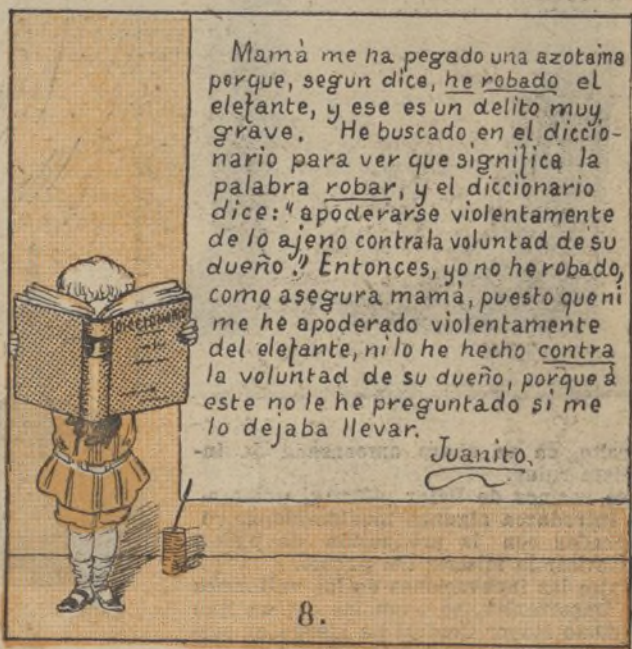 Mamà me ha pegado una azotaina
porque, segun dice, he robado el
elefante, y ese es un delito muy
grave. He buscado en el diccio-
nario para ver que significa la
palabra robar, y el diccionario
dice: "apoderarse violentamente
de lo ajeno contra la voluntad de su
dueño". Entonces, yo no he robado,
como asegura mamá, puesto que ni
me he apoderado violentamente
del elefante, ni lo he hecho contra
la voluntad de su dueño, porque á
este no le he preguntado si me
lo dejaba llevar.
Juanito.
DICCIONARIO
8.